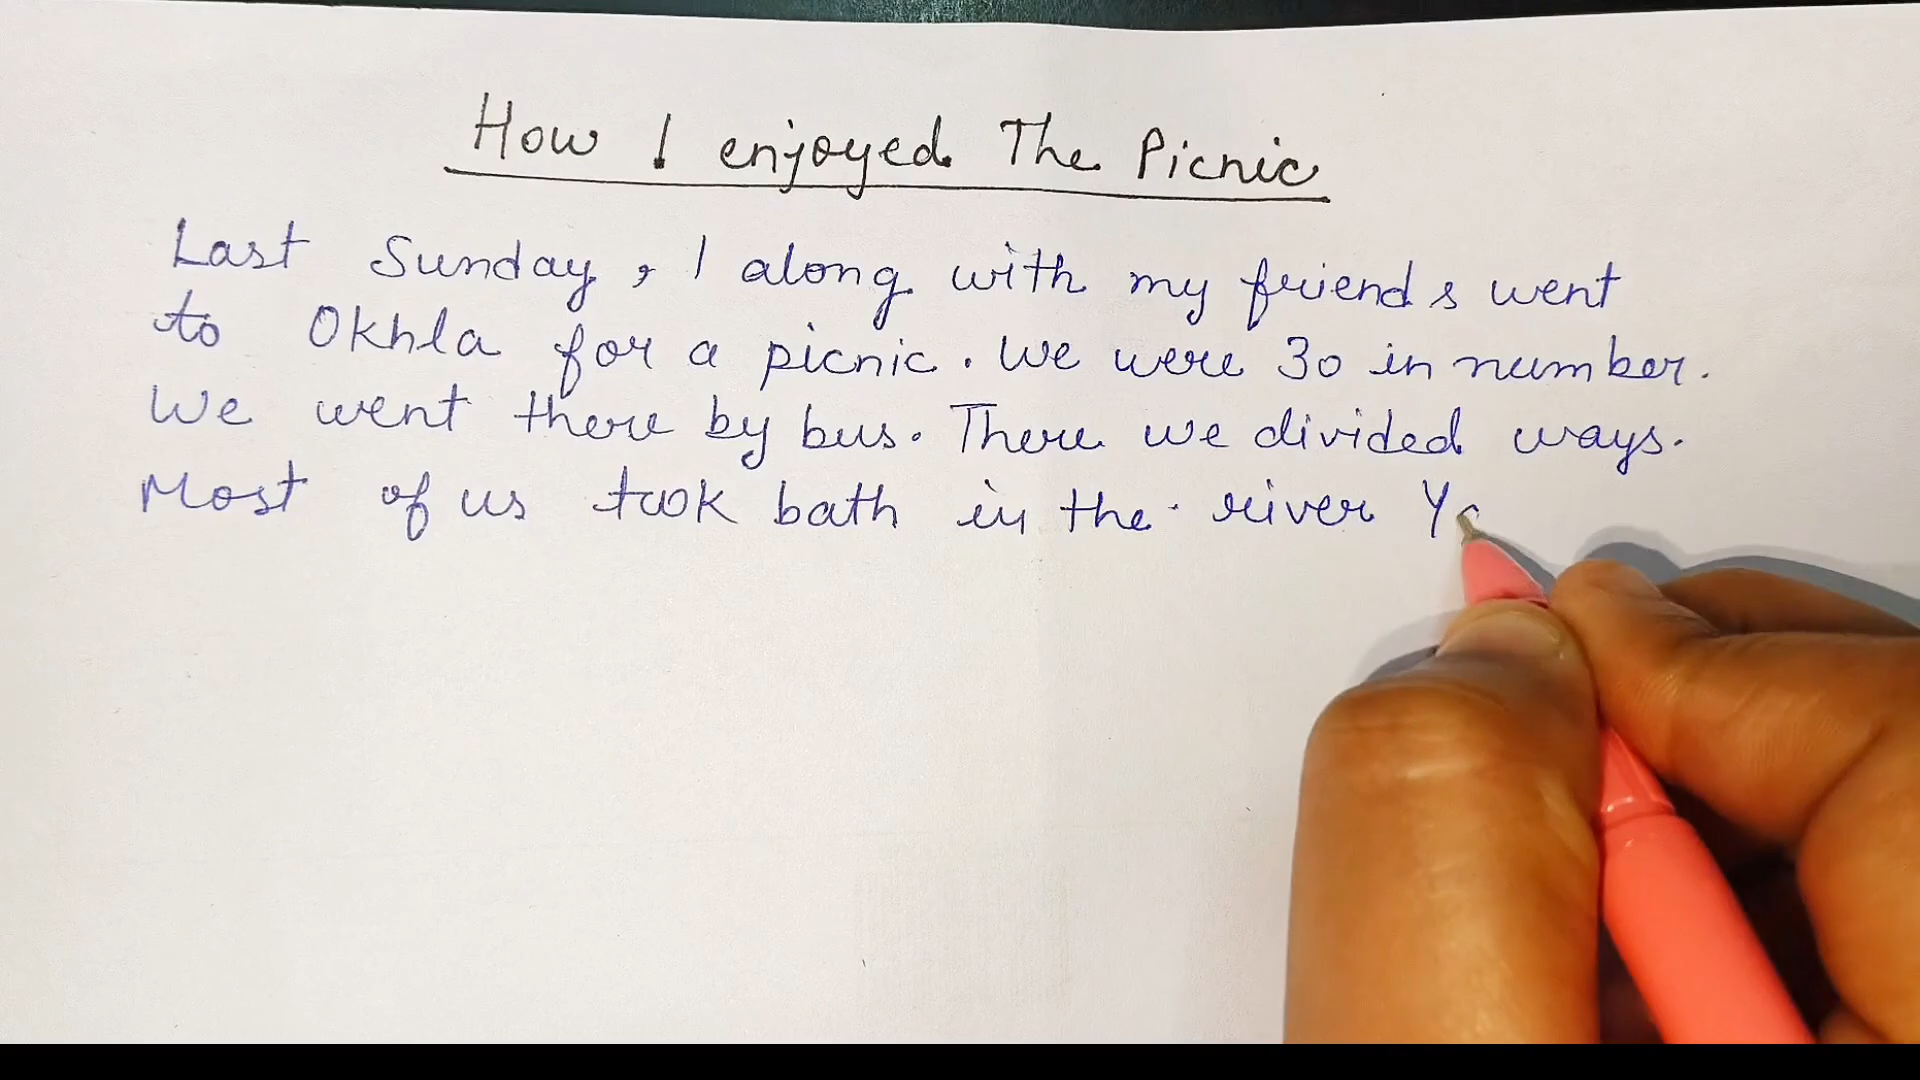 How I enjoyed The Picnic
Last Sunday, I along with my friends went
to Okhla for a picnic. We were 30 in number.
We went there by bus. There we divided ways.
Most of us took bath in the river Ya